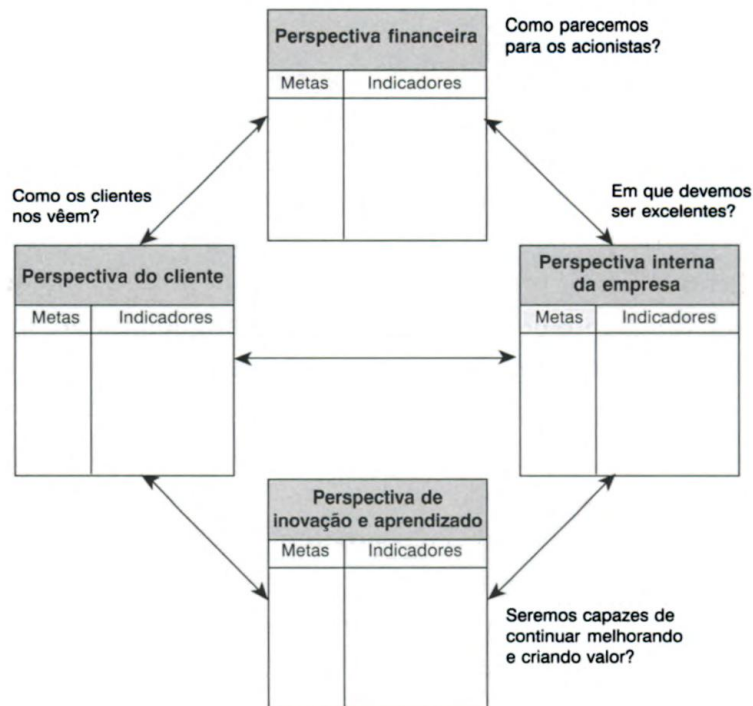 Perspectiva financeira
Metas Indicadores
Como parecemos
para os acionistas?
Como os clientes
nos vêem?
Perspectiva do cliente
Metas Indicadores
Em que devemos
ser excelentes?
Perspectiva interna
da empresa
Metas Indicadores
Perspectiva de
inovação e aprendizado
Metas Indicadores
Seremos capazes de
continuar melhorando
e criando valor?